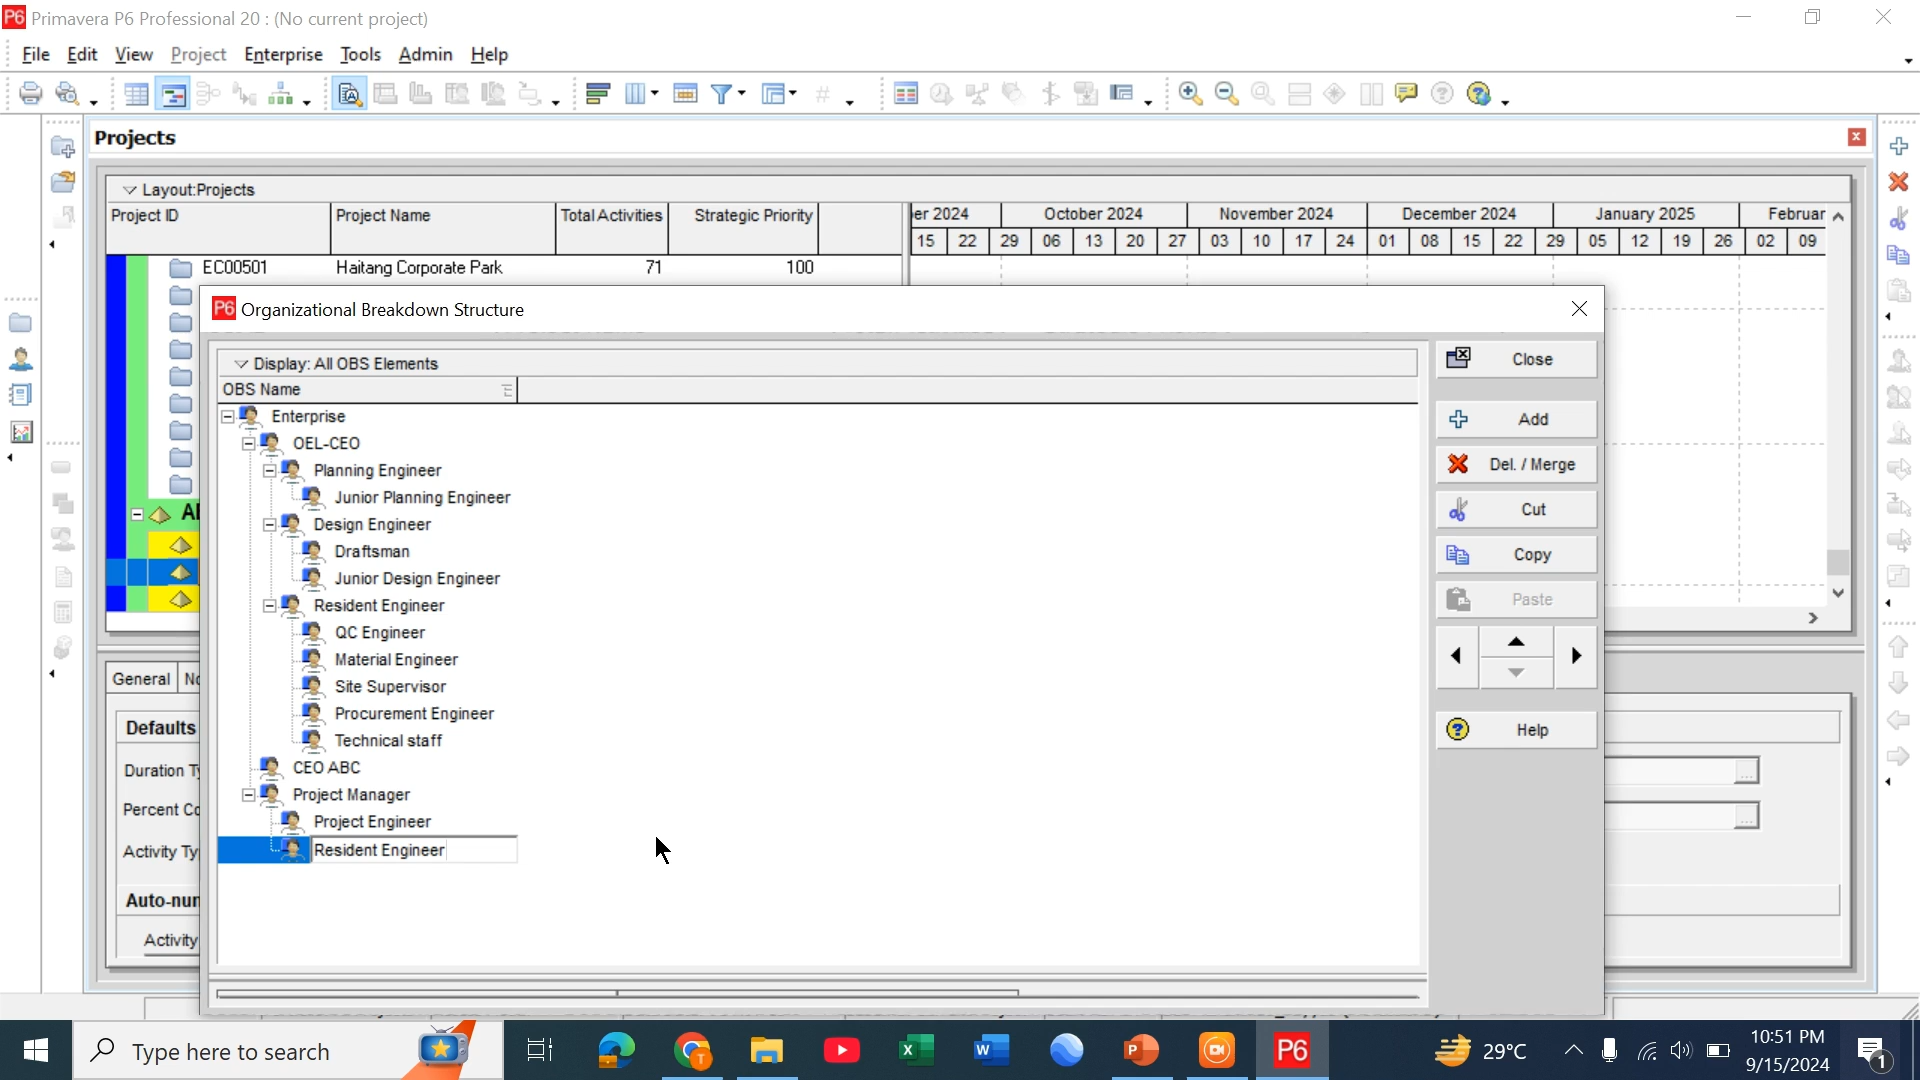 P6 Primavera P6 Professional 20 : (No current project)
File Edit View Project Enterprise Tools Admin Help
Projects
Layout:Projects
Project ID Project Name Total Activities Strategic Priority
er 2024 October 2024 November 2024 December 2024 January 2025 Februar
15 22 29 06 13 20 27 03 10 17 24 01 08 15 22 29 05 12 19 26 02 09
EC00501 Haitang Corporate Park 71 100
P6 Organizational Breakdown Structure
Display: All OBS Elements
OBS Name
Enterprise
OEL-CEO
Planning Engineer
Junior Planning Engineer
Design Engineer
Draftsman
Junior Design Engineer
Resident Engineer
QC Engineer
Material Engineer
Site Supervisor
Procurement Engineer
Technical staff
CEO ABC
Project Manager
Project Engineer
Resident Engineer
Close
Add
Del. / Merge
Cut
Copy
Paste
Help
General
Defaults
Duration
Percent
Activity
Activity
Type here to search
29°C
10:51 PM
9/15/2024
1